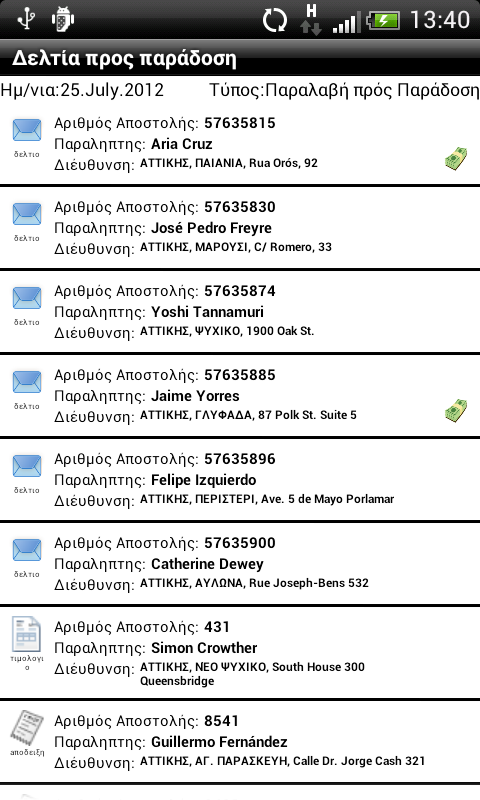 H 13:40
Δελτία προς παράδοση
Ημ/νια:25.July.2012 Τύπος:Παραλαβή πρός Παράδοση
Αριθμός Αποστολής: 57635815
Παραληπτης: Aria Cruz
δελτιο
Διέυθυνση: ΑΤΤΙΚΗΣ, ΠΑΙΑΝΙΑ, Rua Orós, 92
Αριθμός Αποστολής: 57635830
Παραληπτης: José Pedro Freyre
δελτιο
Διέυθυνση: ΑΤΤΙΚΗΣ, ΜΑΡΟΥΣΙ, C/ Romero, 33
Αριθμός Αποστολής: 57635874
Παραληπτης: Yoshi Tannamuri
δελτιο
Διέυθυνση: ΑΤΤΙΚΗΣ, ΨΥΧΙΚΟ, 1900 Oak St.
Αριθμός Αποστολής: 57635885
Παραληπτης: Jaime Yorres
δελτιο
Διέυθυνση: ΑΤΤΙΚΗΣ, ΓΛΥΦΑΔΑ, 87 Polk St. Suite 5
Αριθμός Αποστολής: 57635896
Παραληπτης: Felipe Izquierdo
δελτιο
Διέυθυνση: ΑΤΤΙΚΗΣ, ΠΕΡΙΣΤΕΡΙ, Ave. 5 de Mayo Porlamar
Αριθμός Αποστολής: 57635900
Παραληπτης: Catherine Dewey
δελτιο
Διέυθυνση: ΑΤΤΙΚΗΣ, ΑΥΛΩΝΑ, Rue Joseph-Bens 532
Αριθμός Αποστολής: 431
Παραληπτης: Simon Crowther
τιμολογι
ο
Διέυθυνση: ΑΤΤΙΚΗΣ, ΝΕΟ ΨΥΧΙΚΟ, South House 300
Queensbridge
Αριθμός Αποστολής: 8541
Παραληπτης: Guillermo Fernández
αποδειξη
Διέυθυνση: ΑΤΤΙΚΗΣ, ΑΓ. ΠΑΡΑΣΚΕΥΗ, Calle Dr. Jorge Cash 321